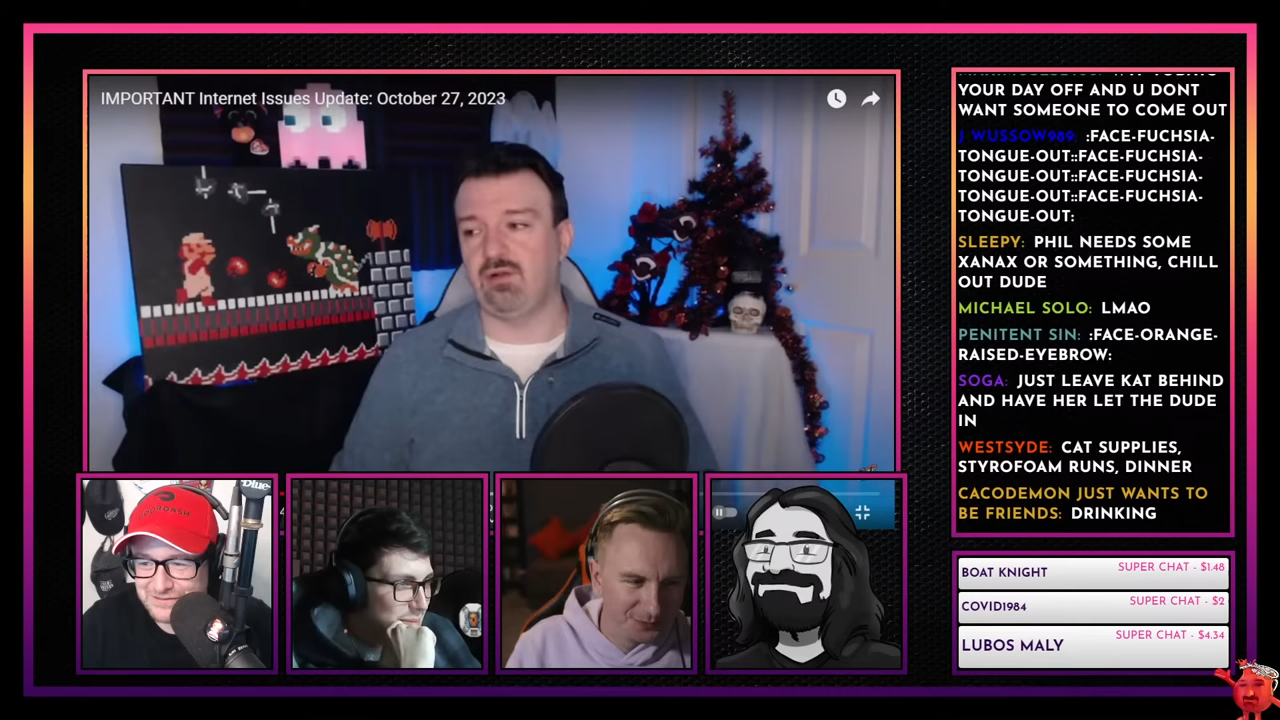 IMPORTANT Internet Issues Update: October 27, 2023
YOUR DAY OFF AND U DONT
WANT SOMEONE TO COME OUT
J WUSSOW989: :FACE-FUCHSIA-
TONGUE-OUT::FACE-FUCHSIA-
TONGUE-OUT::FACE-FUCHSIA-
TONGUE-OUT::FACE-FUCHSIA-
TONGUE-OUT:
SLEEPY: PHIL NEEDS SOME
XANAX OR SOMETHING, CHILL
OUT DUDE
MICHAEL SOLO: LMAO
PENITENT SIN: :FACE-ORANGE-
RAISED-EYEBROW:
SOGA: JUST LEAVE KAT BEHIND
AND HAVE HER LET THE DUDE
IN
WESTSYDE: CAT SUPPLIES,
STYROFOAM RUNS, DINNER
CACODEMON JUST WANTS TO
BE FRIENDS: DRINKING
BOAT KNIGHT SUPER CHAT - $1.48
COVID1984 SUPER CHAT - $2
LUBOS MALY SUPER CHAT - $4.34
DOORDASH
Blue